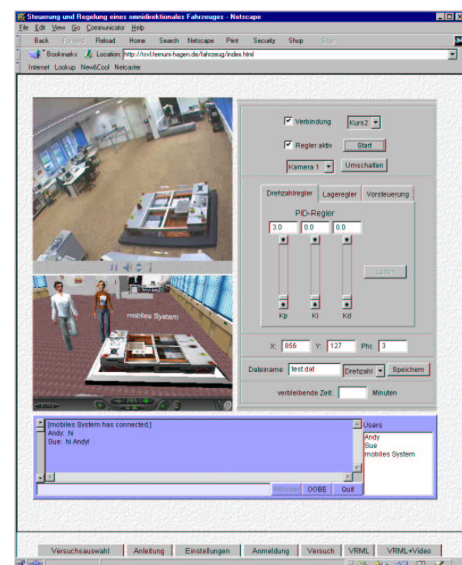 Steuerung und Regelung eines omnidirektionales Fahrzeuges - Netscape
File Edit View Go Communicator Help
Back Forward Reload Home Search Netscape Print Security Shop Stop
Bookmarks Location: http://rsvl.fernuni-hagen.de/fahrzeug/index.html
Internet Lookup New&Cool Netcaster
Verbindung Kurs2
Regler aktiv Start
Kamera 1 Umschalten
Drehzahlregler Lageregler Vorsteuerung
PID-Regler
3.0 0.0 0.0
Kp Ki Kd
mobiles System
X: 856 Y: 127 Phi: 3
Dateiname test.dat Drehzahl Speichern
verbleibende Zeit: Minuten
[mobiles System has connected.]
Andy: hi
Sue: hi Andy!
Users
Andy
Sue
mobiles System
OOBE Quit
Versuchsauswahl Anleitung Einstellungen Anmeldung Versuch VRML VRML+Video